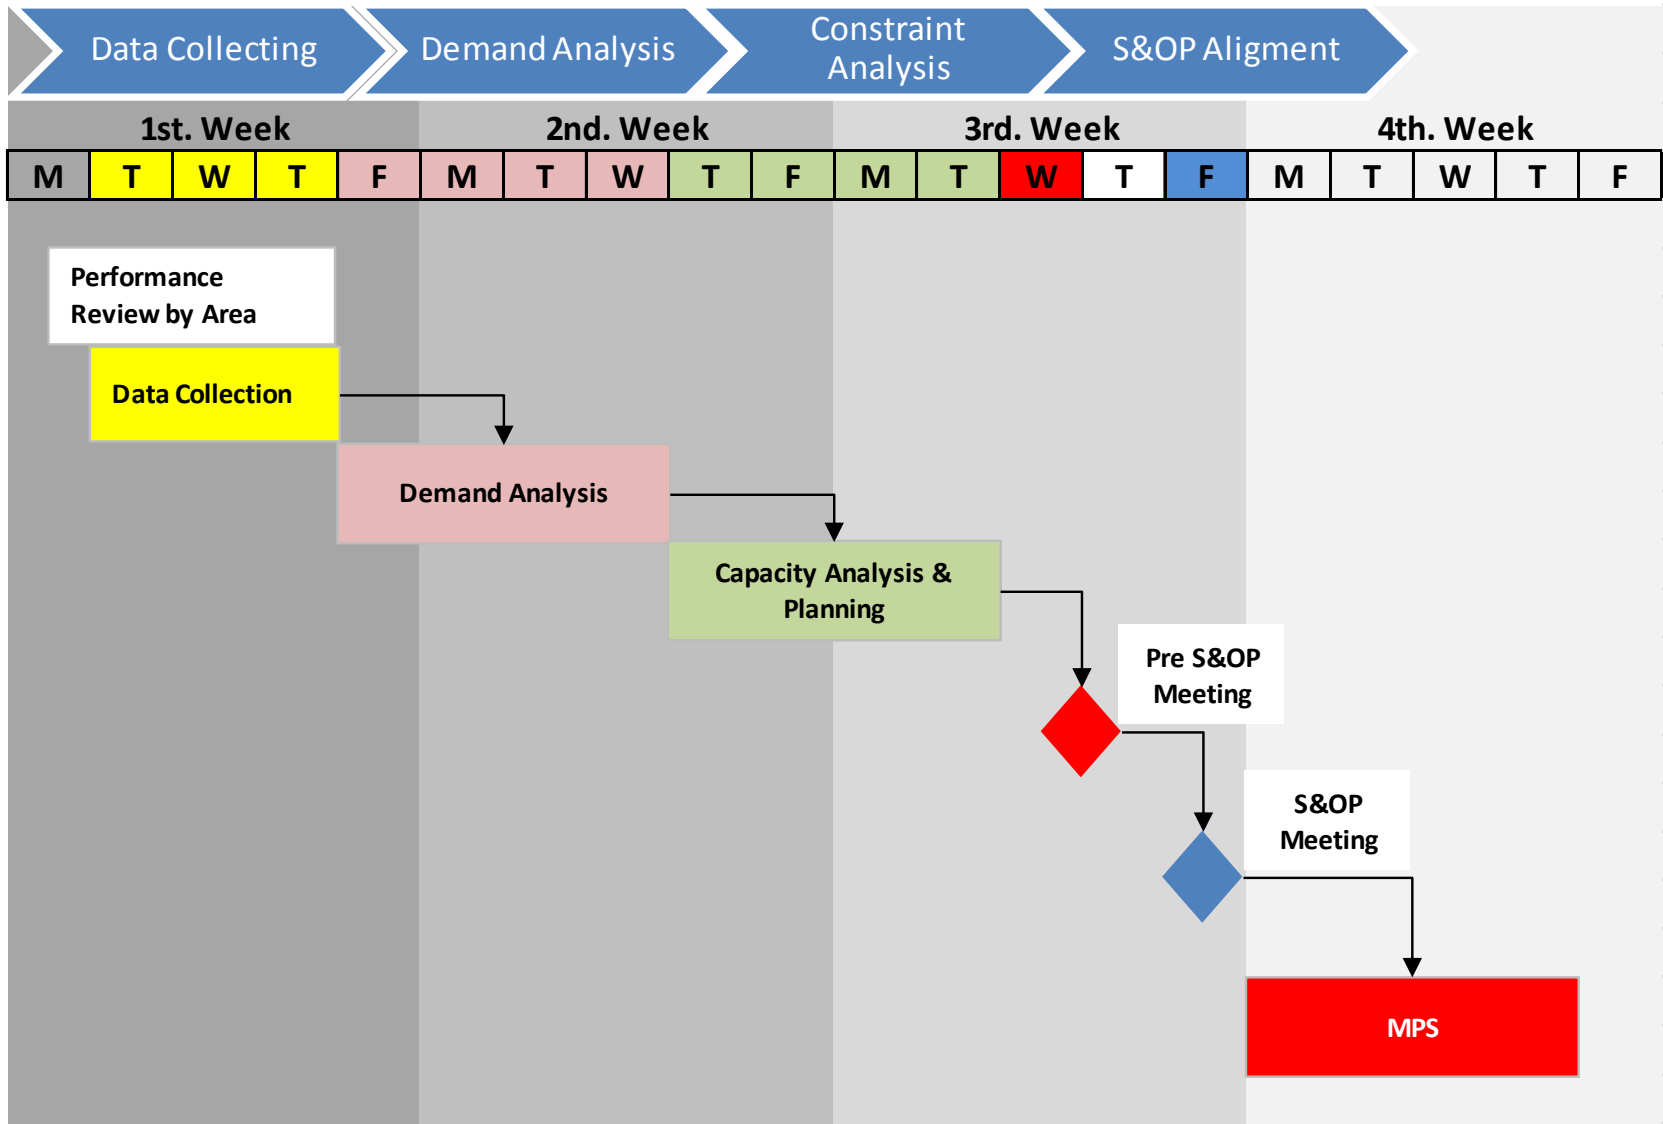 Data Collecting
Demand Analysis
Constraint
Analysis
S&OP Aligment
1st. Week
2nd. Week
3rd. Week
4th. Week
M T W T F M T W T F M T W T F M T W T F
Performance
Review by Area
Data Collection
Demand Analysis
Capacity Analysis &
Planning
Pre S&OP
Meeting
S&OP
Meeting
MPS